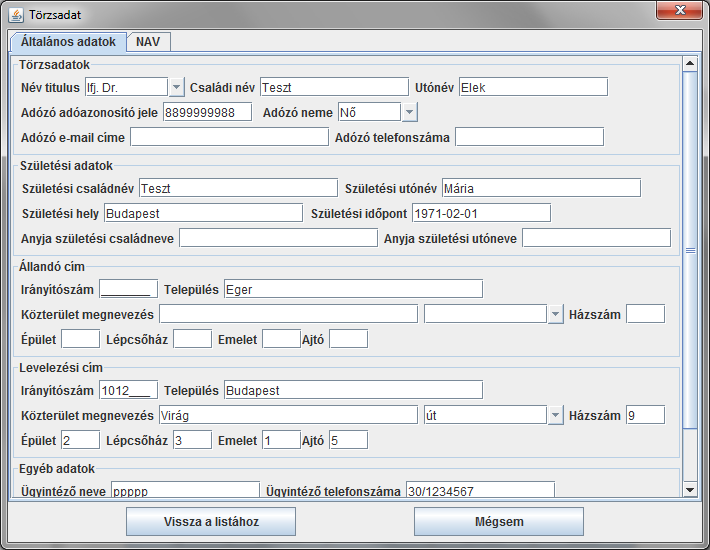 Törzsadat
Általános adatok NAV
Törzsadatok
Név titulus Ifj. Dr. Családi név Teszt Utónév Elek
Adózó adóazonosító jele 8899999988 Adózó neme Nő
Adózó e-mail címe Adózó telefonszáma
Születési adatok
Születési családnév Teszt Születési utónév Mária
Születési hely Budapest Születési időpont 1971-02-01
Anyja születési családneve Anyja születési utóneve
Állandó cím
Irányítószám _______ Település Eger
Közterület megnevezés Házszám
Épület Lépcsőház Emelet Ajtó
Levelezési cím
Irányítószám 1012___ Település Budapest
Közterület megnevezés Virág út Házszám 9
Épület 2 Lépcsőház 3 Emelet 1 Ajtó 5
Egyéb adatok
Ügyintéző neve ppppp Ügyintéző telefonszáma 30/1234567
Vissza a listához Mégsem